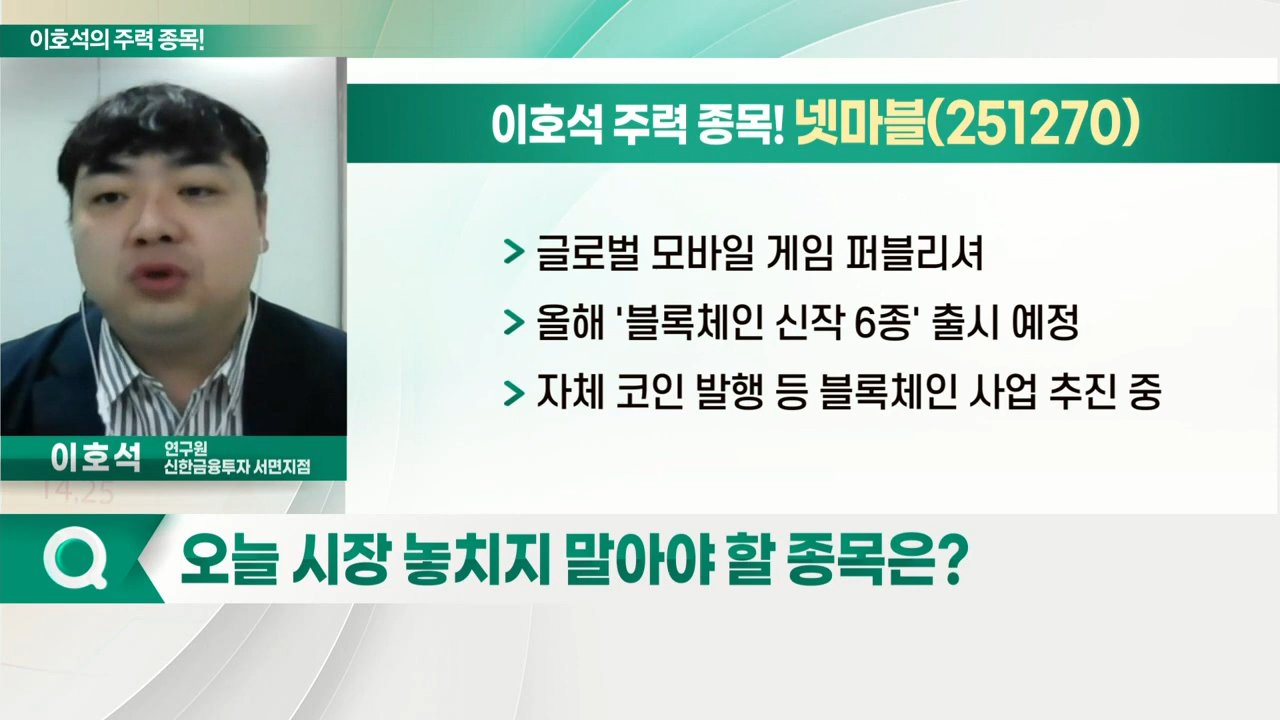 이호석의 주력 종목!
이호석 주력 종목! 넷마블(251270)
> 글로벌 모바일 게임 퍼블리셔
> 올해 '블록체인 신작 6종' 출시 예정
> 자체 코인 발행 등 블록체인 사업 추진 중
이호석 연구원
신한금융투자 서면지점
14.25
Q 오늘 시장 놓치지 말아야 할 종목은?